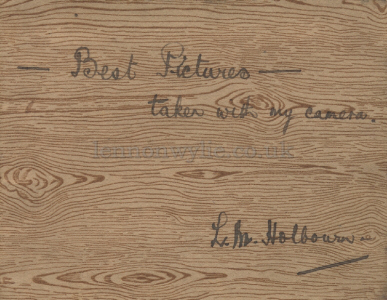 — Best Pictures —
taken with my camera.
lennonwylie.co.uk
L. M. Holbourn